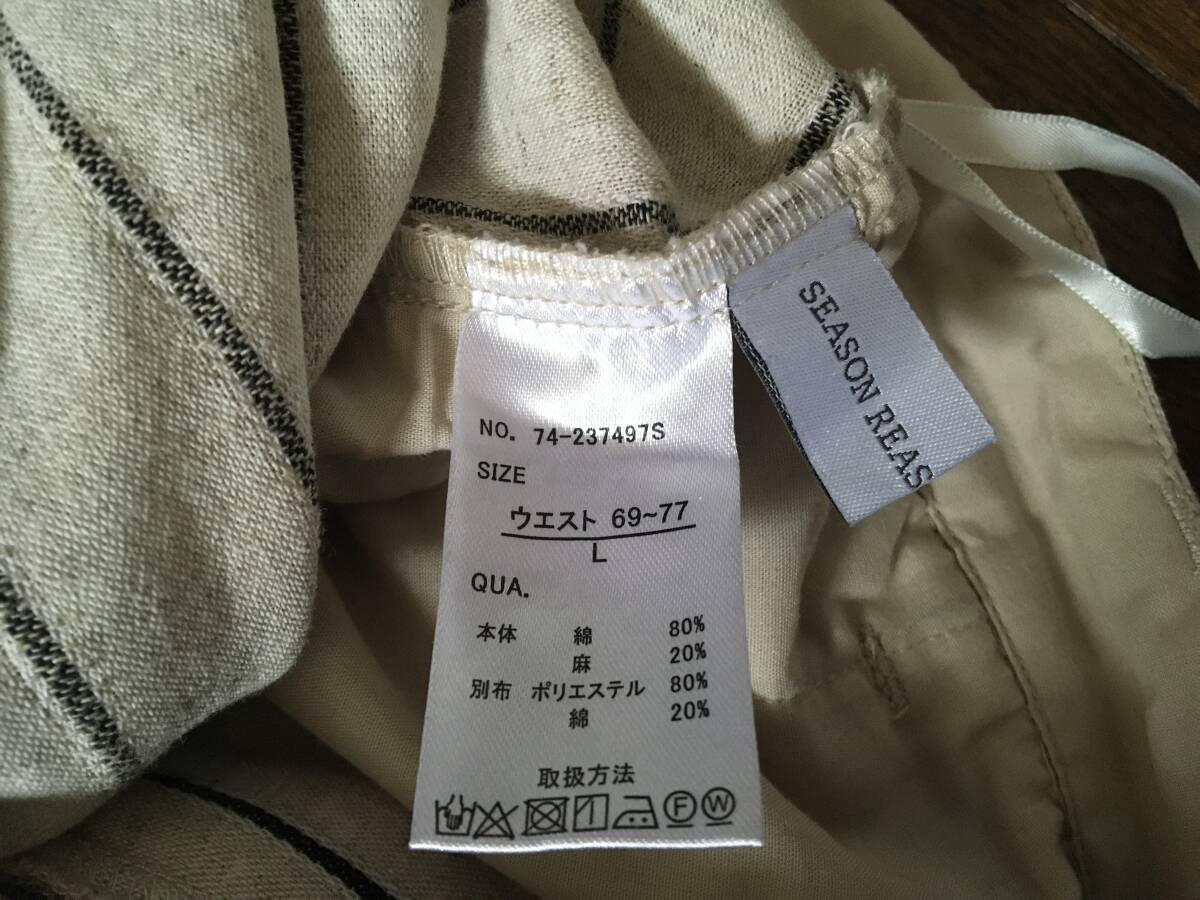 NO. 74-237497S
SIZE
ウエスト 69~77
L
QUA.
本体 綿 80%
麻 20%
別布 ポリエステル 80%
綿 20%
取扱方法
F W
SEASON REAS